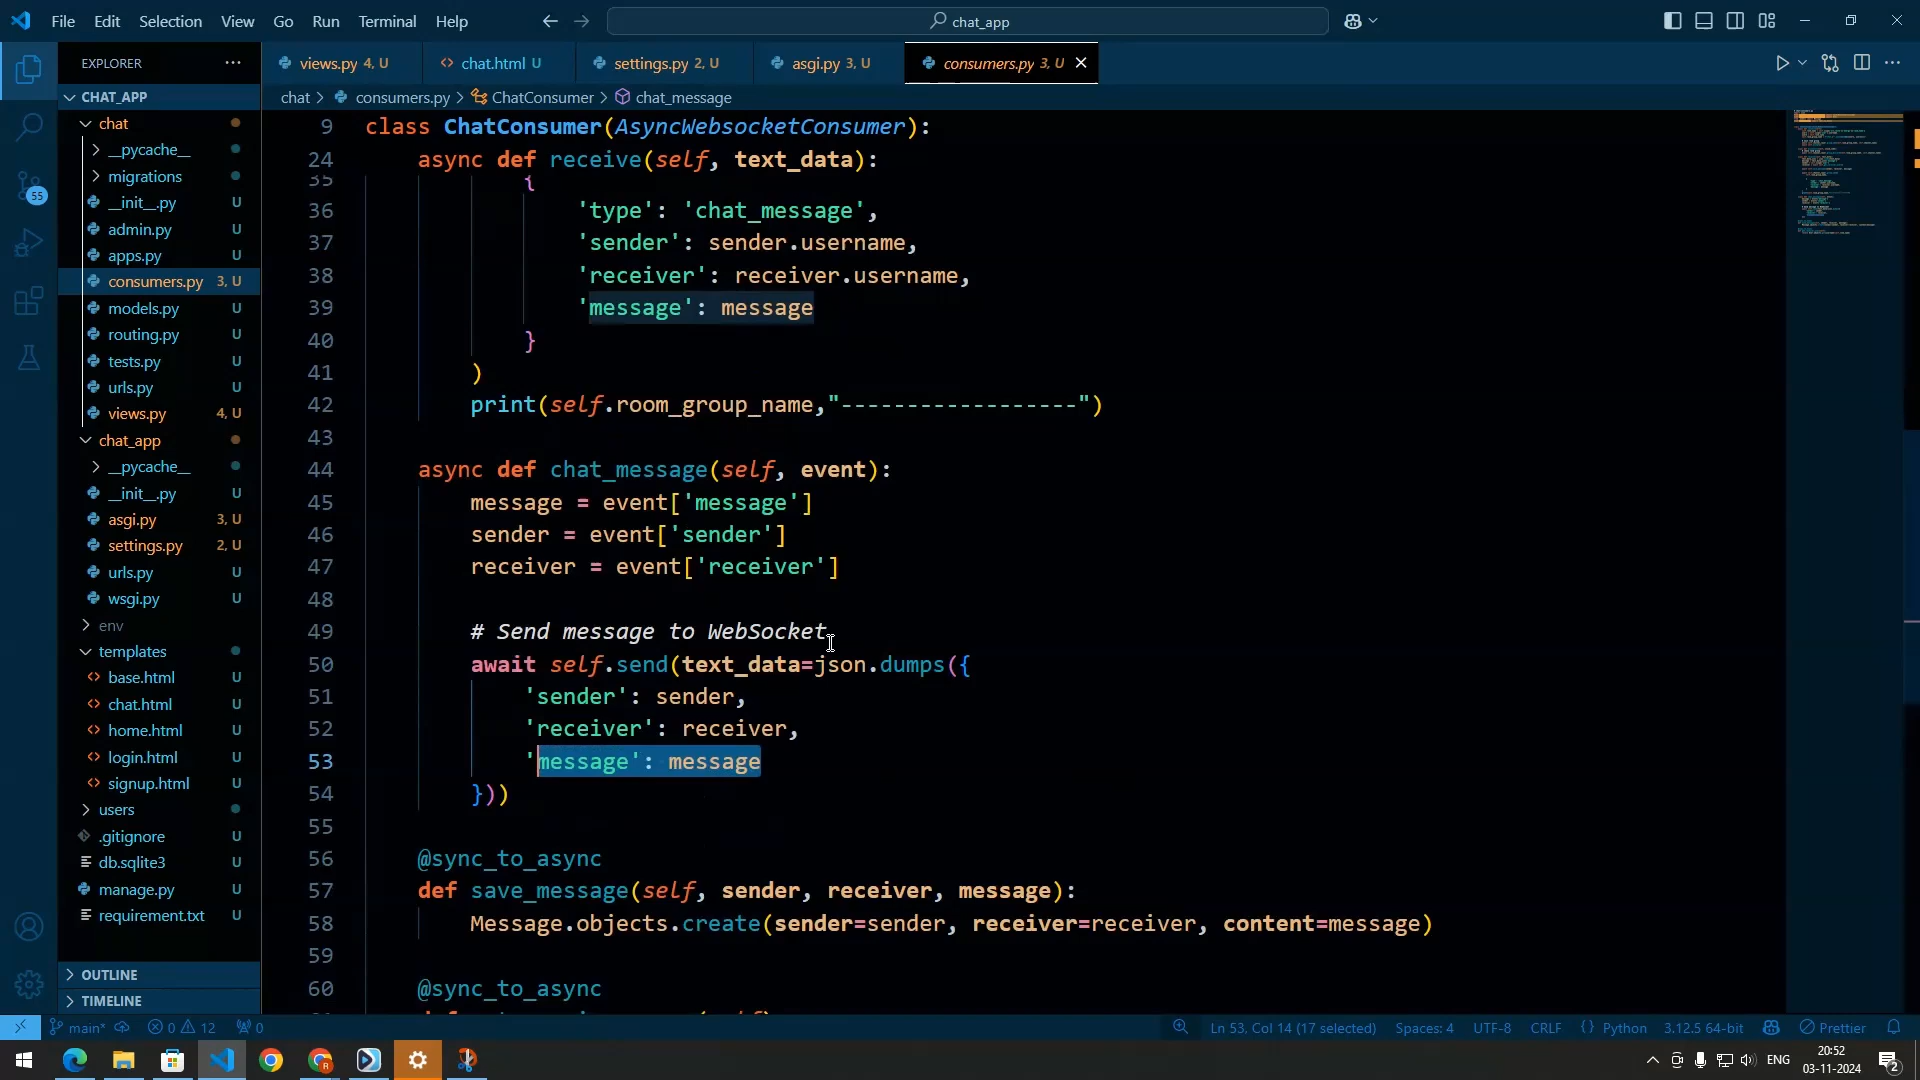 File Edit Selection View Go Run Terminal Help
chat_app
EXPLORER
views.py 4, U
chat.html U
settings.py 2, U
asgi.py 3, U
consumers.py 3, U
CHAT_APP
chat > consumers.py > ChatConsumer > chat_message
chat
__pycache__
migrations
__init__.py U
admin.py U
apps.py U
consumers.py 3, U
models.py U
routing.py U
tests.py U
urls.py U
views.py 4, U
chat_app
__pycache__
__init__.py U
asgi.py 3, U
settings.py 2, U
urls.py U
wsgi.py U
env
templates
base.html U
chat.html U
home.html U
login.html U
signup.html U
users
.gitignore U
db.sqlite3 U
manage.py U
requirement.txt U
OUTLINE
TIMELINE
55
9 class ChatConsumer(AsyncWebsocketConsumer):
24 async def receive(self, text_data):
35 {
36 'type': 'chat_message',
37 'sender': sender.username,
38 'receiver': receiver.username,
39 'message': message
40 }
41 )
42 print(self.room_group_name,"------------------")
43
44 async def chat_message(self, event):
45 message = event['message']
46 sender = event['sender']
47 receiver = event['receiver']
48
49 # Send message to WebSocket
50 await self.send(text_data=json.dumps({
51 'sender': sender,
52 'receiver': receiver,
53 'message': message
54 }))
55
56 @sync_to_async
57 def save_message(self, sender, receiver, message):
58 Message.objects.create(sender=sender, receiver=receiver, content=message)
59
60 @sync_to_async
main* 0 12 0
Ln 53, Col 14 (17 selected) Spaces: 4 UTF-8 CRLF Python 3.12.5 64-bit Prettier
ENG
20:52
03-11-2024
2